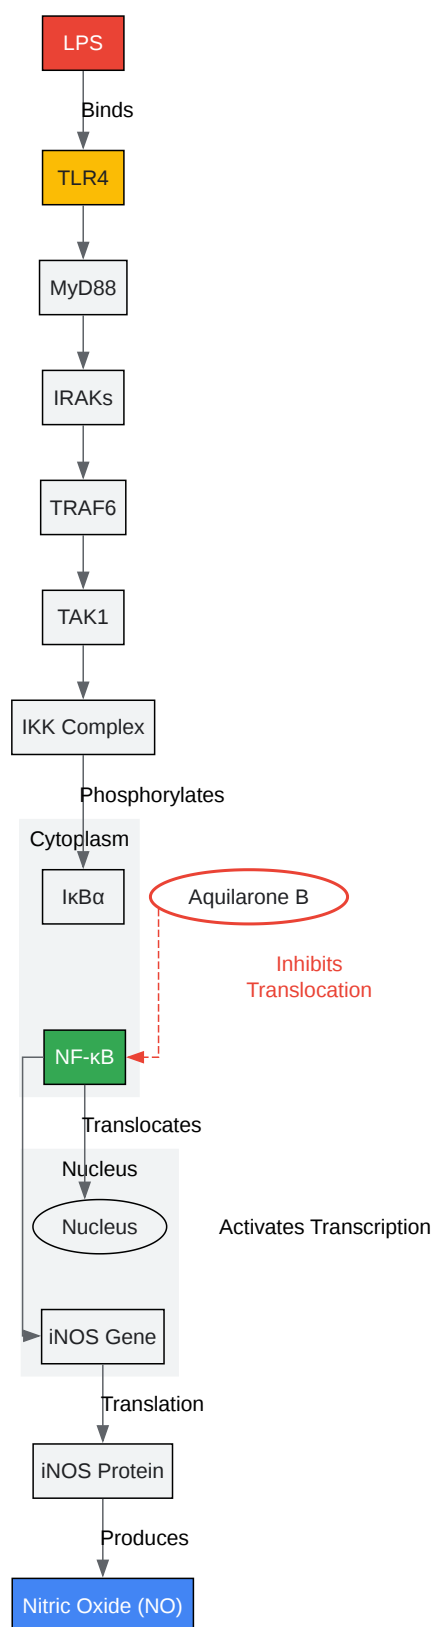 LPS
Binds
TLR4
MyD88
IRAKs
TRAF6
TAK1
IKK Complex
Phosphorylates
Cytoplasm
IκBα
Aquilarone B
Inhibits
Translocation
NF-κB
Translocates
Nucleus
Nucleus
Activates Transcription
iNOS Gene
Translation
iNOS Protein
Produces
Nitric Oxide (NO)